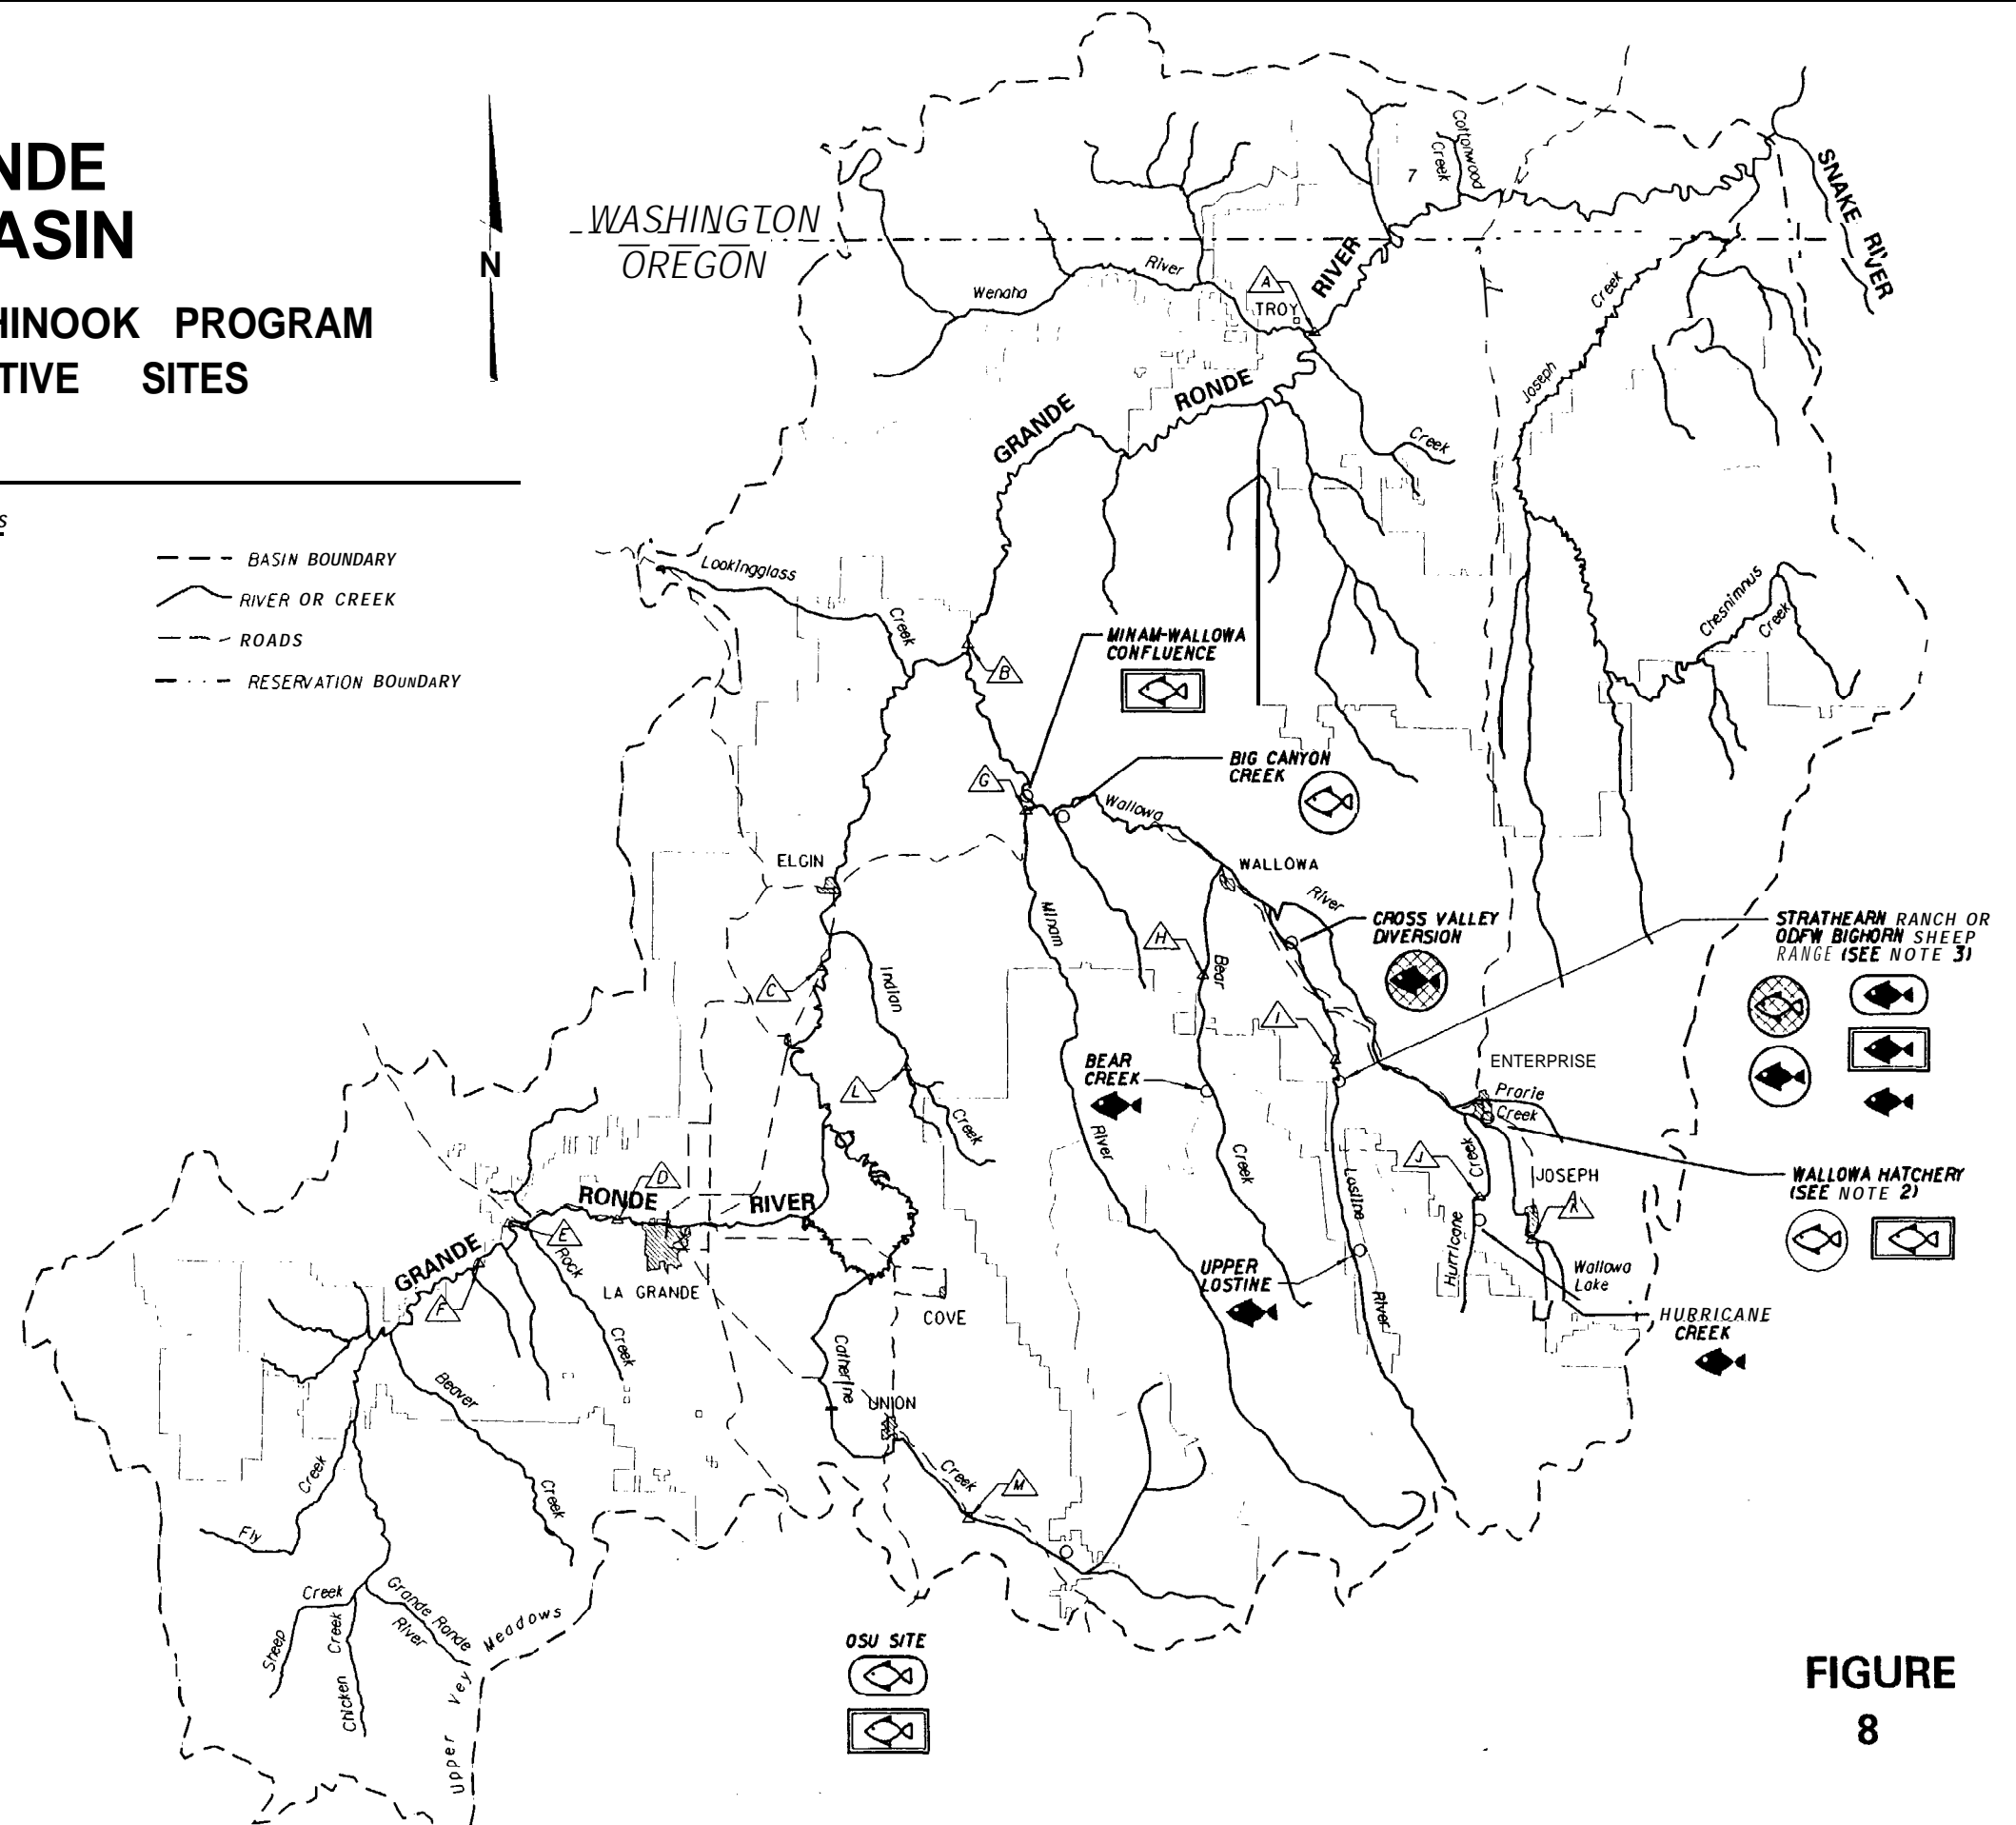 NDE
ASIN
HINOOK PROGRAM
TIVE SITES
S
BASIN BOUNDARY
RIVER OR CREEK
ROADS
RESERVATION BOUNDARY
N
WASHINGTON
OREGON
Wenaha
River
A
TROY
RIVER
RONDE
GRANDE
Cottonwood
Creek
7
SNAKE RIVER
Joseph
Creek
Creek
Chesnimnus
Creek
Lookingglass
Creek
B
MINAM-WALLOWA
CONFLUENCE
G
BIG CANYON
CREEK
Wallowa
River
WALLOWA
ELGIN
Minam
River
Indian
Creek
C
L
H
Bear
Creek
I
CROSS VALLEY
DIVERSION
STRATHEARN RANCH OR
ODFW BIGHORN SHEEP
RANGE (SEE NOTE 3)
BEAR
CREEK
ENTERPRISE
Prarie
Creek
J
Creek
Hurricane
JOSEPH
WALLOWA HATCHERY
(SEE NOTE 2)
Wallowa
Lake
HURRICANE
CREEK
Lostine
River
UPPER
LOSTINE
D
RONDE
RIVER
E
GRANDE
F
Rock
Creek
LA GRANDE
COVE
Catherine
UNION
Creek
M
Beaver
Creek
Creek
Fly
Creek
Sheep
Creek
Chicken
Grande Ronde
River
Upper Vey Meadows
OSU SITE
FIGURE
8